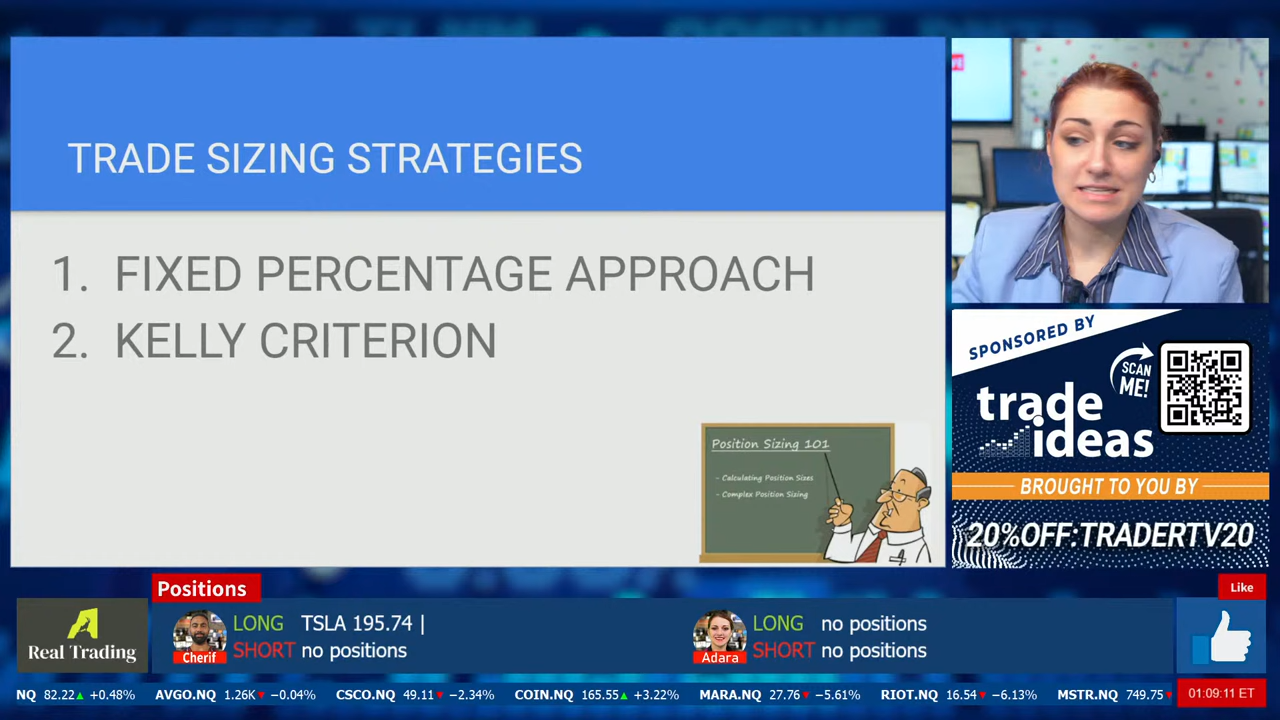 TRADE SIZING STRATEGIES
1. FIXED PERCENTAGE APPROACH
2. KELLY CRITERION
Position Sizing 101
- Calculating Position Sizes
- Complex Position Sizing
SPONSORED BY
SCAN
ME!
trade
ideas
BROUGHT TO YOU BY
20%OFF:TRADERTV20
Positions
Like
Real Trading
Cherif
LONG TSLA 195.74 |
SHORT no positions
Adara
LONG no positions
SHORT no positions
NQ 82.22▲ +0.48% AVGO.NQ 1.26K▼ −0.04% CSCO.NQ 49.11▼ −2.34% COIN.NQ 165.55▲ +3.22% MARA.NQ 27.76▼ −5.61% RIOT.NQ 16.54▼ −6.13% MSTR.NQ 749.75▼
01:09:11 ET